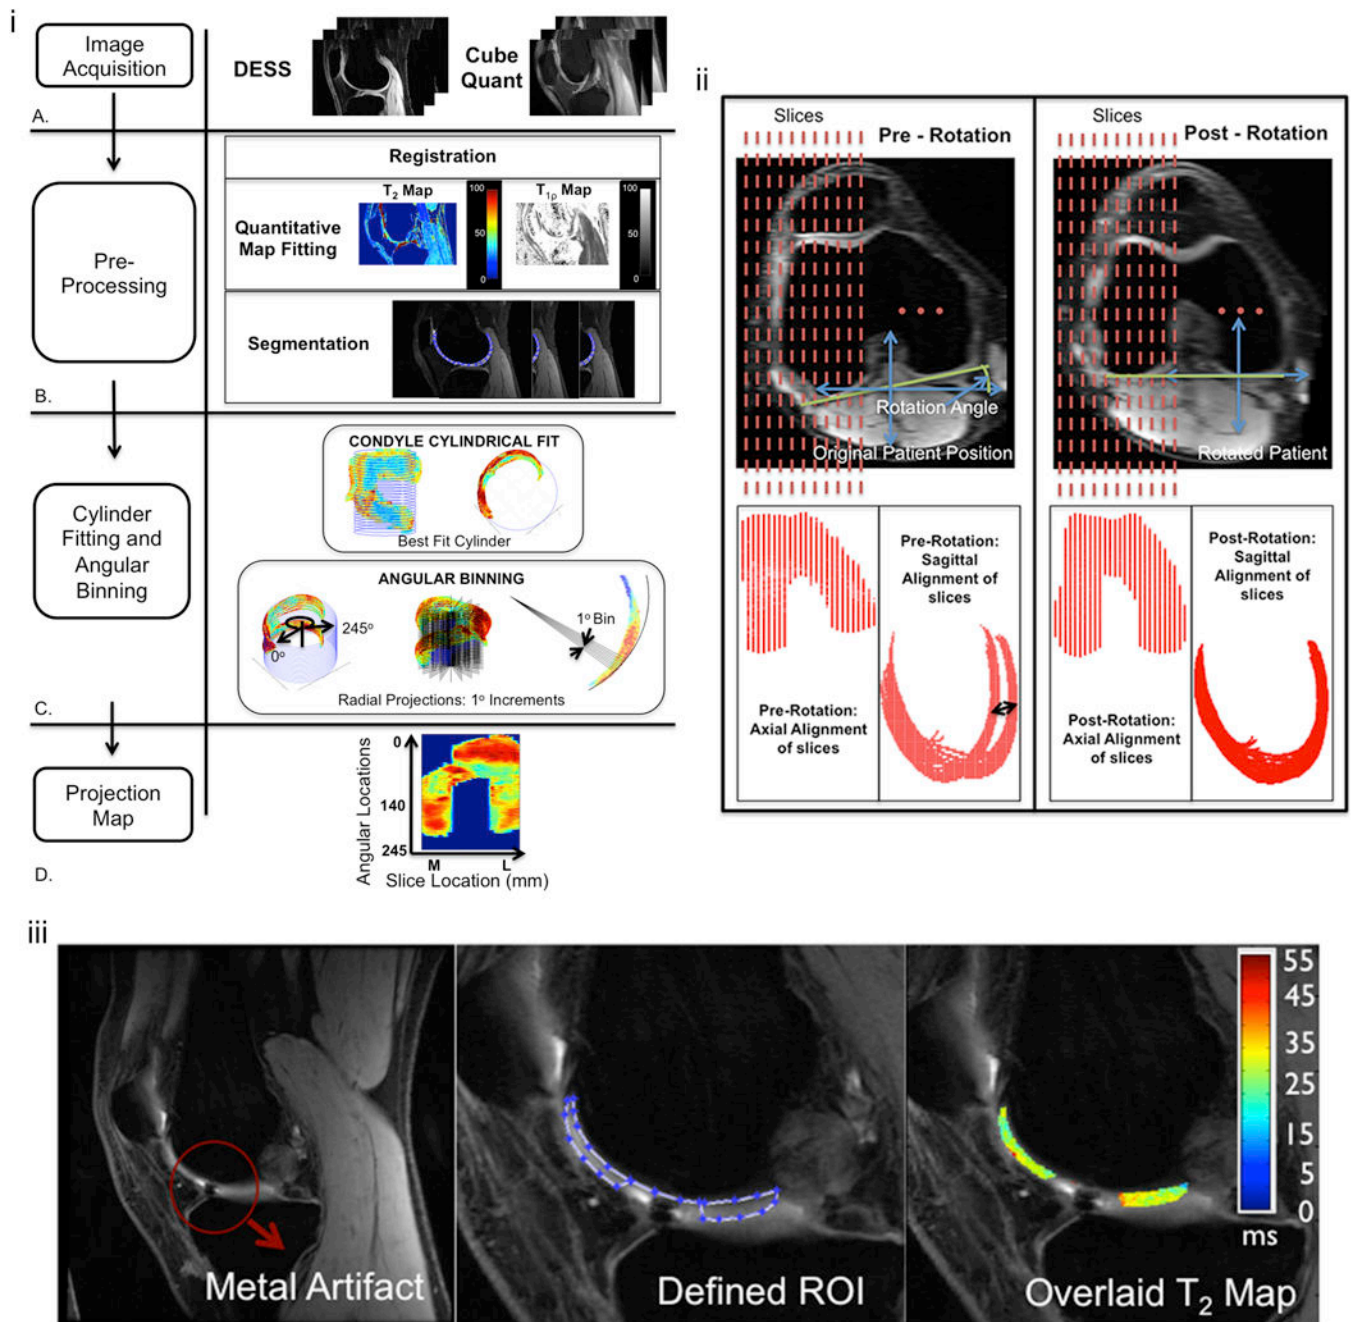 i
Image
Acquisition
A.
DESS
Cube
Quant
Pre-
Processing
B.
Registration
T2 Map
T1ρ Map
Quantitative
Map Fitting
100
50
0
100
50
0
Segmentation
Cylinder
Fitting and
Angular
Binning
C.
CONDYLE CYLINDRICAL FIT
Best Fit Cylinder
ANGULAR BINNING
0°
245°
1° Bin
Radial Projections: 1° Increments
Projection
Map
D.
Angular Locations
0
140
245
M
L
Slice Location (mm)
ii
Slices
Pre - Rotation
Rotation Angle
Original Patient Position
Slices
Post - Rotation
Rotated Patient
Pre-Rotation:
Axial Alignment
of slices
Pre-Rotation:
Sagittal
Alignment of
slices
Post-Rotation:
Axial Alignment
of slices
Post-Rotation:
Sagittal
Alignment of
slices
iii
Metal Artifact
Defined ROI
Overlaid T2 Map
55
45
35
25
15
5
0
ms